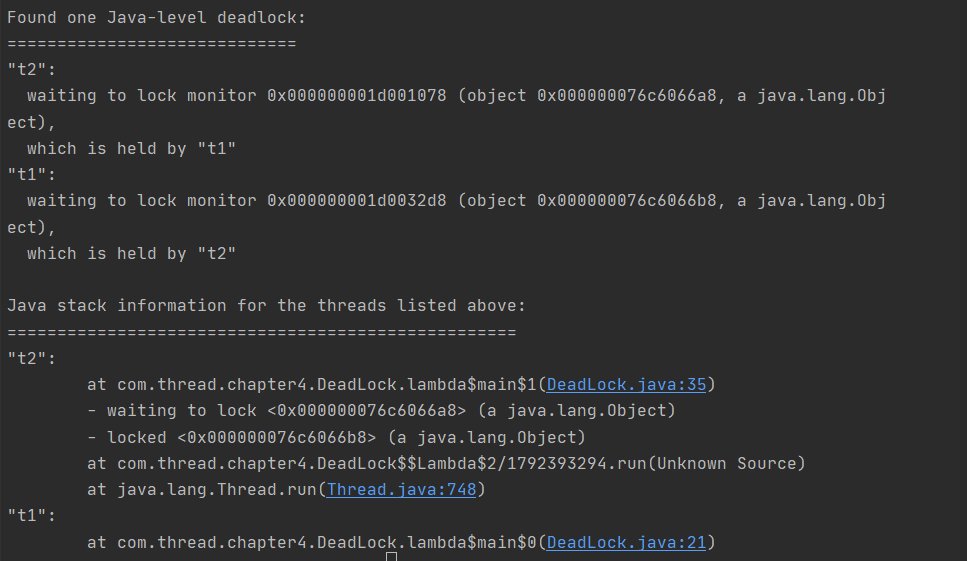 Found one Java-level deadlock:
=============================
"t2":
  waiting to lock monitor 0x000000001d001078 (object 0x000000076c6066a8, a java.lang.Obj
ect),
  which is held by "t1"
"t1":
  waiting to lock monitor 0x000000001d0032d8 (object 0x000000076c6066b8, a java.lang.Obj
ect),
  which is held by "t2"

Java stack information for the threads listed above:
===================================================
"t2":
        at com.thread.chapter4.DeadLock.lambda$main$1(DeadLock.java:35)
        - waiting to lock <0x000000076c6066a8> (a java.lang.Object)
        - locked <0x000000076c6066b8> (a java.lang.Object)
        at com.thread.chapter4.DeadLock$$Lambda$2/1792393294.run(Unknown Source)
        at java.lang.Thread.run(Thread.java:748)
"t1":
        at com.thread.chapter4.DeadLock.lambda$main$0(DeadLock.java:21)